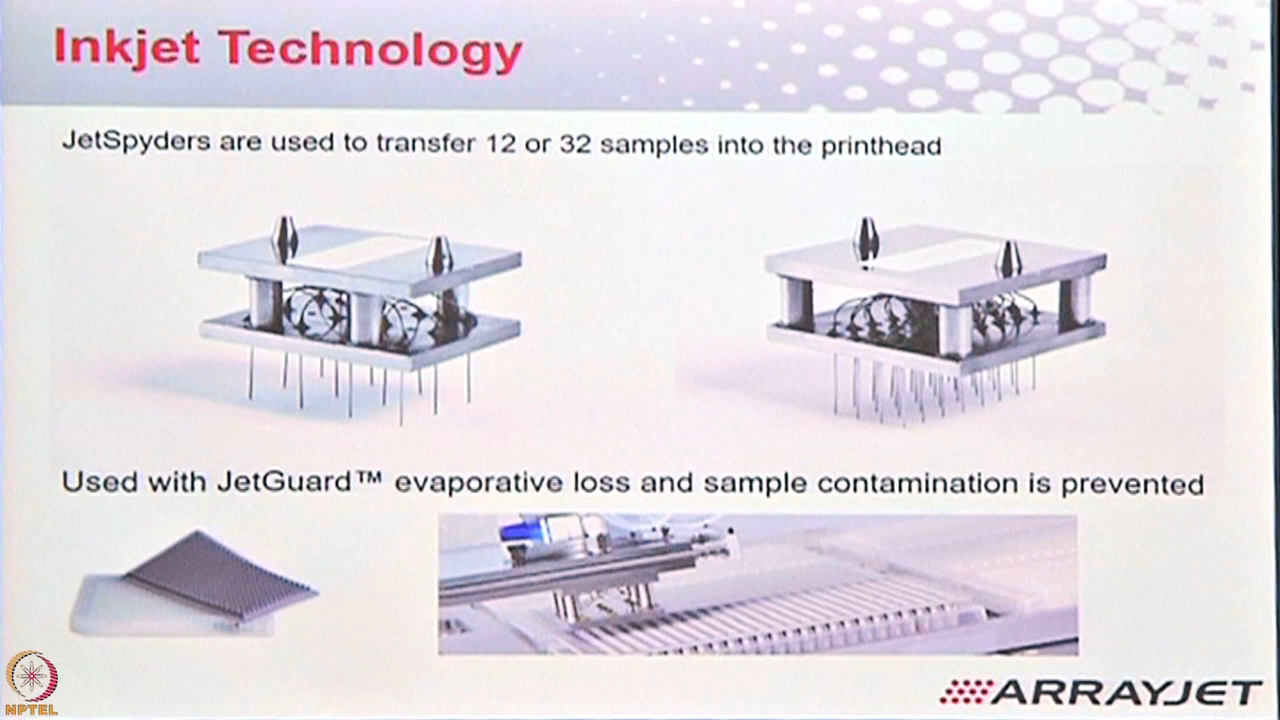 Inkjet Technology
JetSpyders are used to transfer 12 or 32 samples into the printhead
Used with JetGuard™ evaporative loss and sample contamination is prevented
ARRAYJET
NPTEL